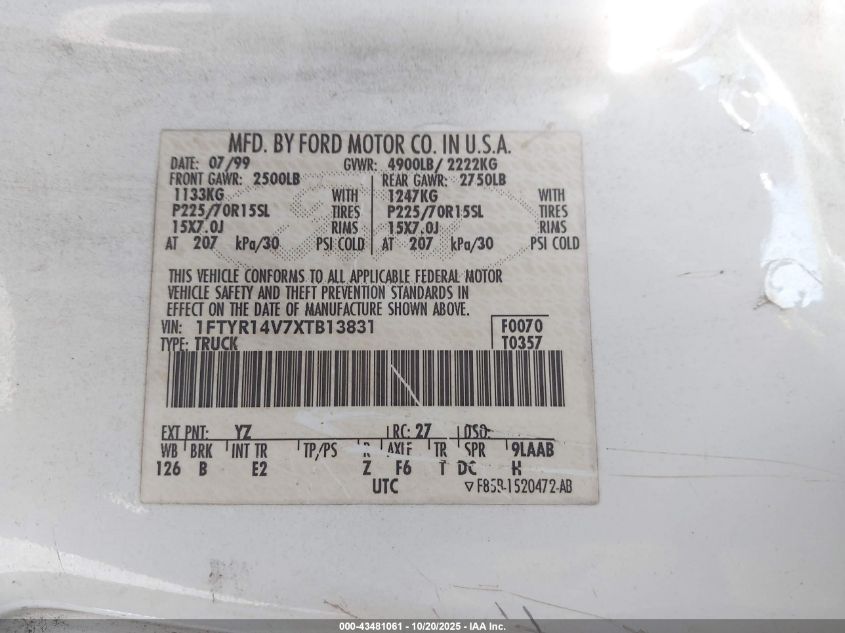 MFD. BY FORD MOTOR CO. IN U.S.A.
DATE: 07/99 GVWR: 4900LB/ 2222KG
FRONT GAWR: 2500LB REAR GAWR: 2750LB
1133KG WITH 1247KG WITH
P225/70R15SL TIRES P225/70R15SL TIRES
15X7.0J RIMS 15X7.0J RIMS
AT 207 kPa/30 PSI COLD AT 207 kPa/30 PSI COLD
THIS VEHICLE CONFORMS TO ALL APPLICABLE FEDERAL MOTOR
VEHICLE SAFETY AND THEFT PREVENTION STANDARDS IN
EFFECT ON THE DATE OF MANUFACTURE SHOWN ABOVE.
VIN: 1FTYR14V7XTB13831 F0070
TYPE: TRUCK T0357
EXT PNT: YZ RC: 27 DSO:
WB BRK INT TR TP/PS R AXLE TR SPR 9LAAB
126 B E2 Z F6 T DC H
UTC ▽ F85B-1520472-AB
000-43481061 - 10/20/2025 - IAA Inc.